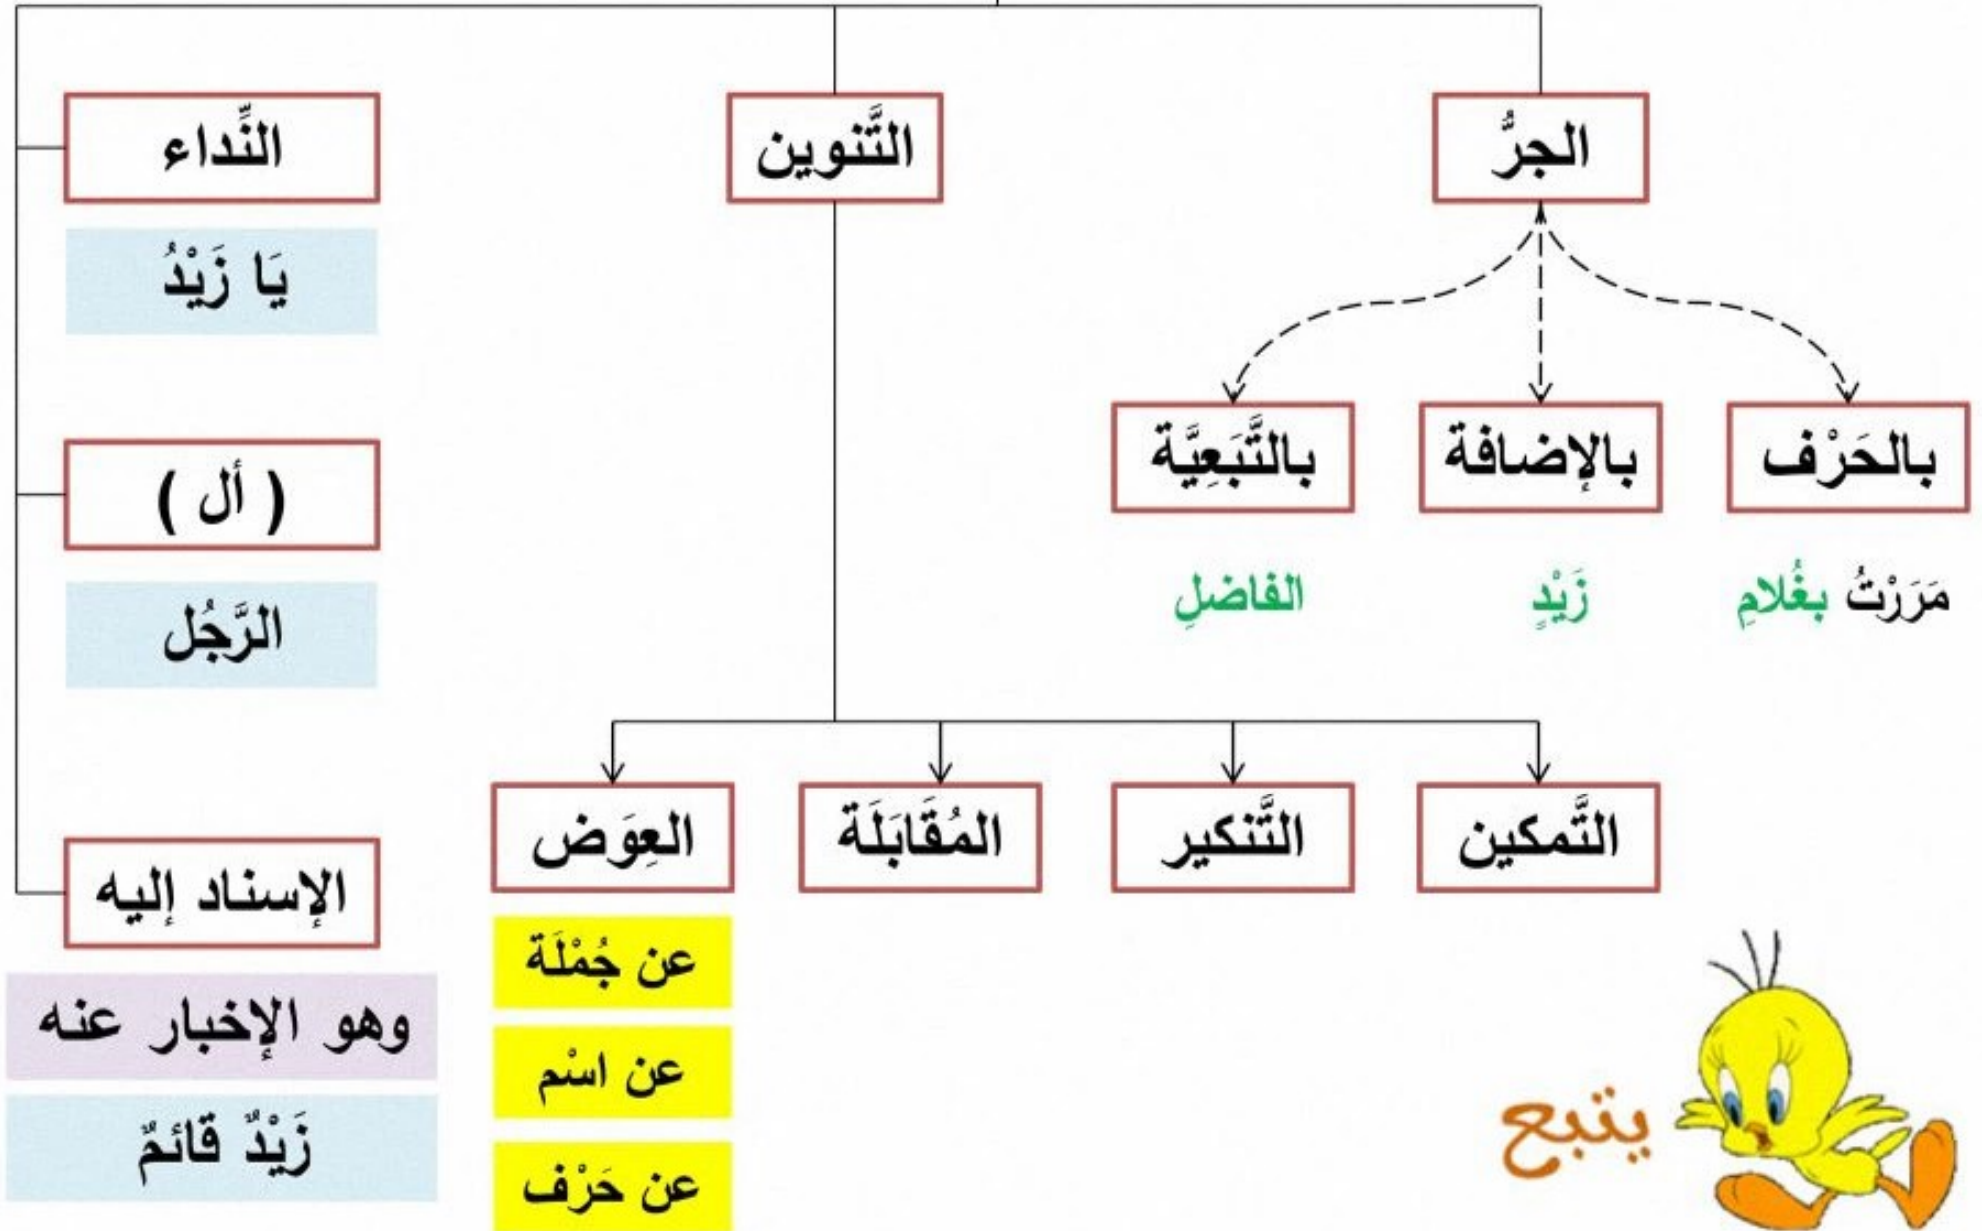 الجرُّ
التَّنوين
النِّداء
يَا زَيْدُ
بالحَرْف
بالإضافة
بالتَّبَعِيَّة
( أل )
مَرَرْتُ بغُلامِ
زَيْدٍ
الفاضلِ
الرَّجُل
التَّمكين
التَّنكير
المُقَابَلَة
العِوَض
الإسناد إليه
عن جُمْلَة
وهو الإخبار عنه
عن اسْم
زَيْدٌ قائمٌ
عن حَرْف
يتبع